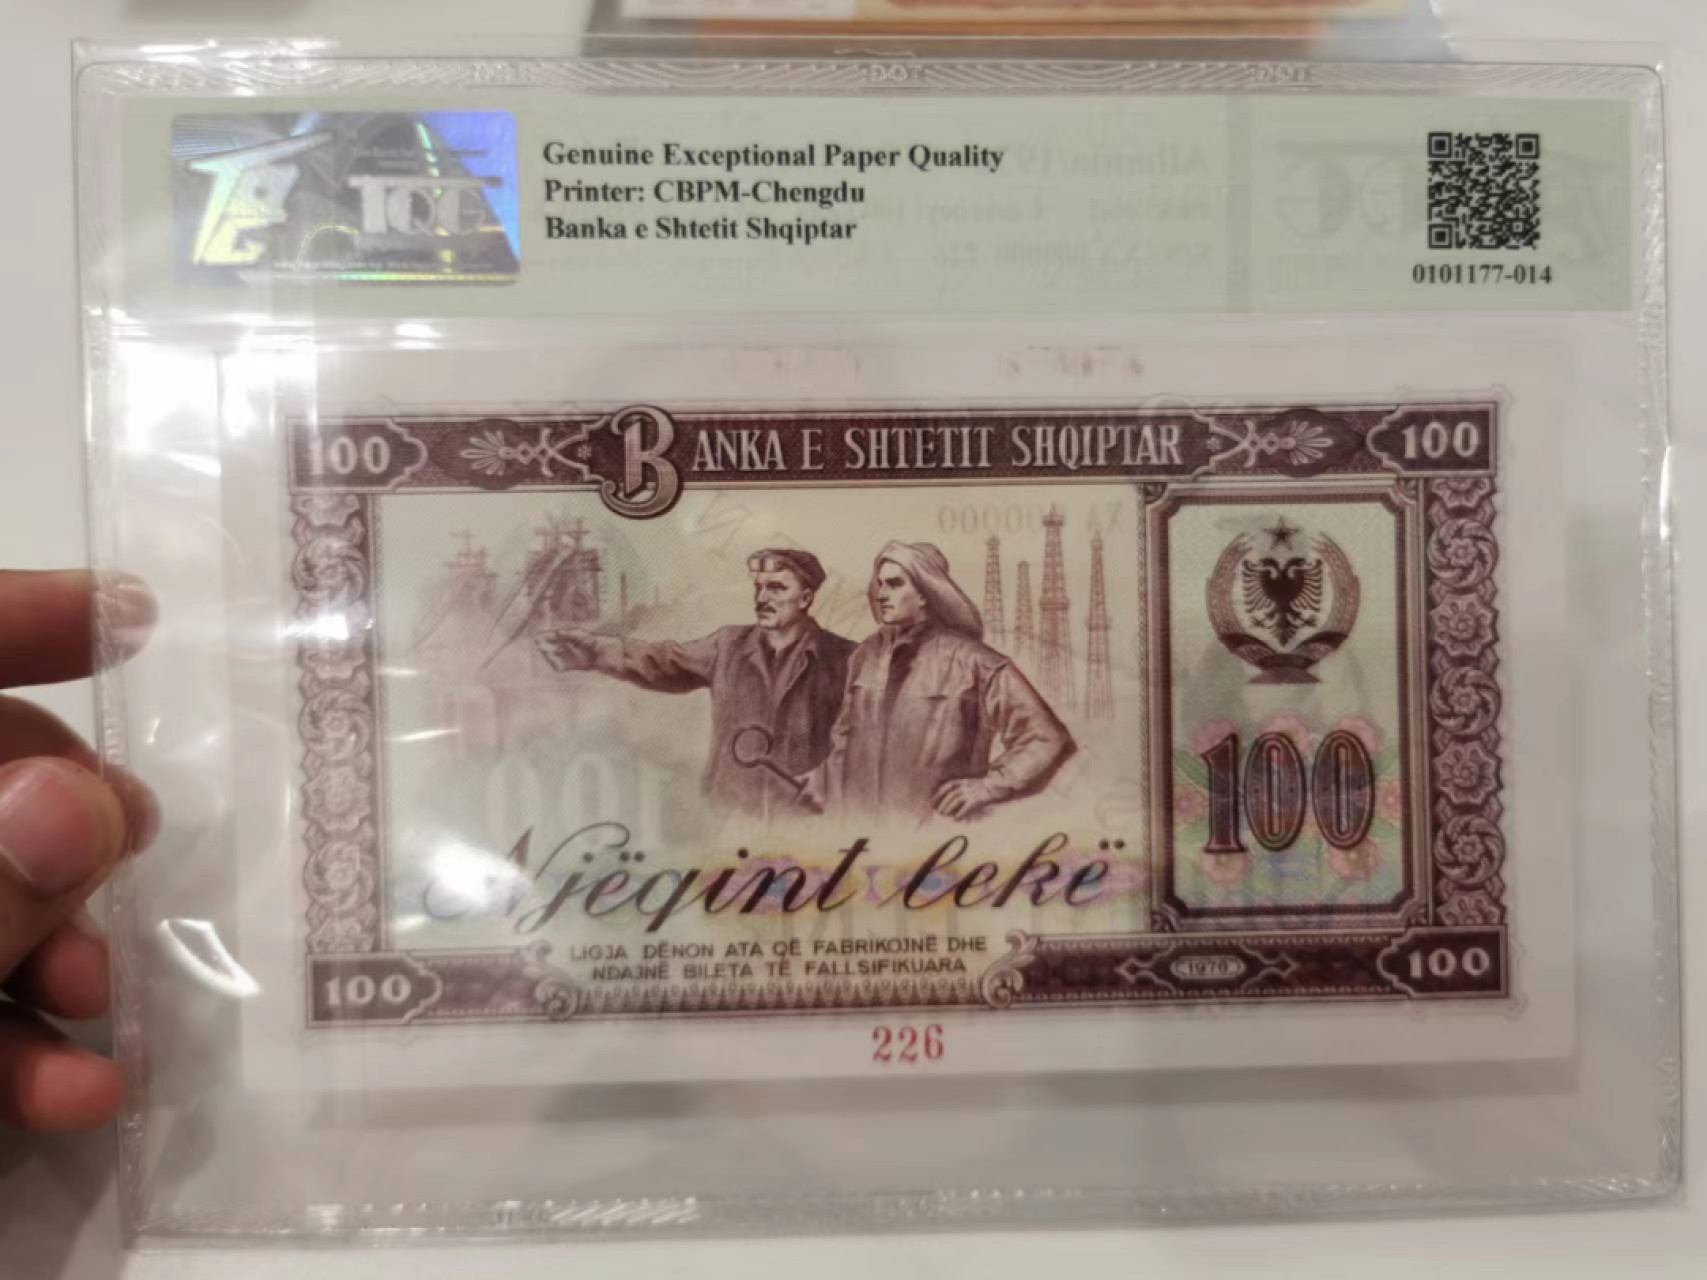 TQG
Genuine Exceptional Paper Quality
Printer: CBPM-Chengdu
Banka e Shtetit Shqiptar
0101177-014
100
BANKA E SHTETIT SHQIPTAR
100
100
Njëqint lekë
LIGJA DËNON ATA QË FABRIKOJNË DHE
NDAJNË BILETA TË FALLSIFIKUARA
100
1976
100
226